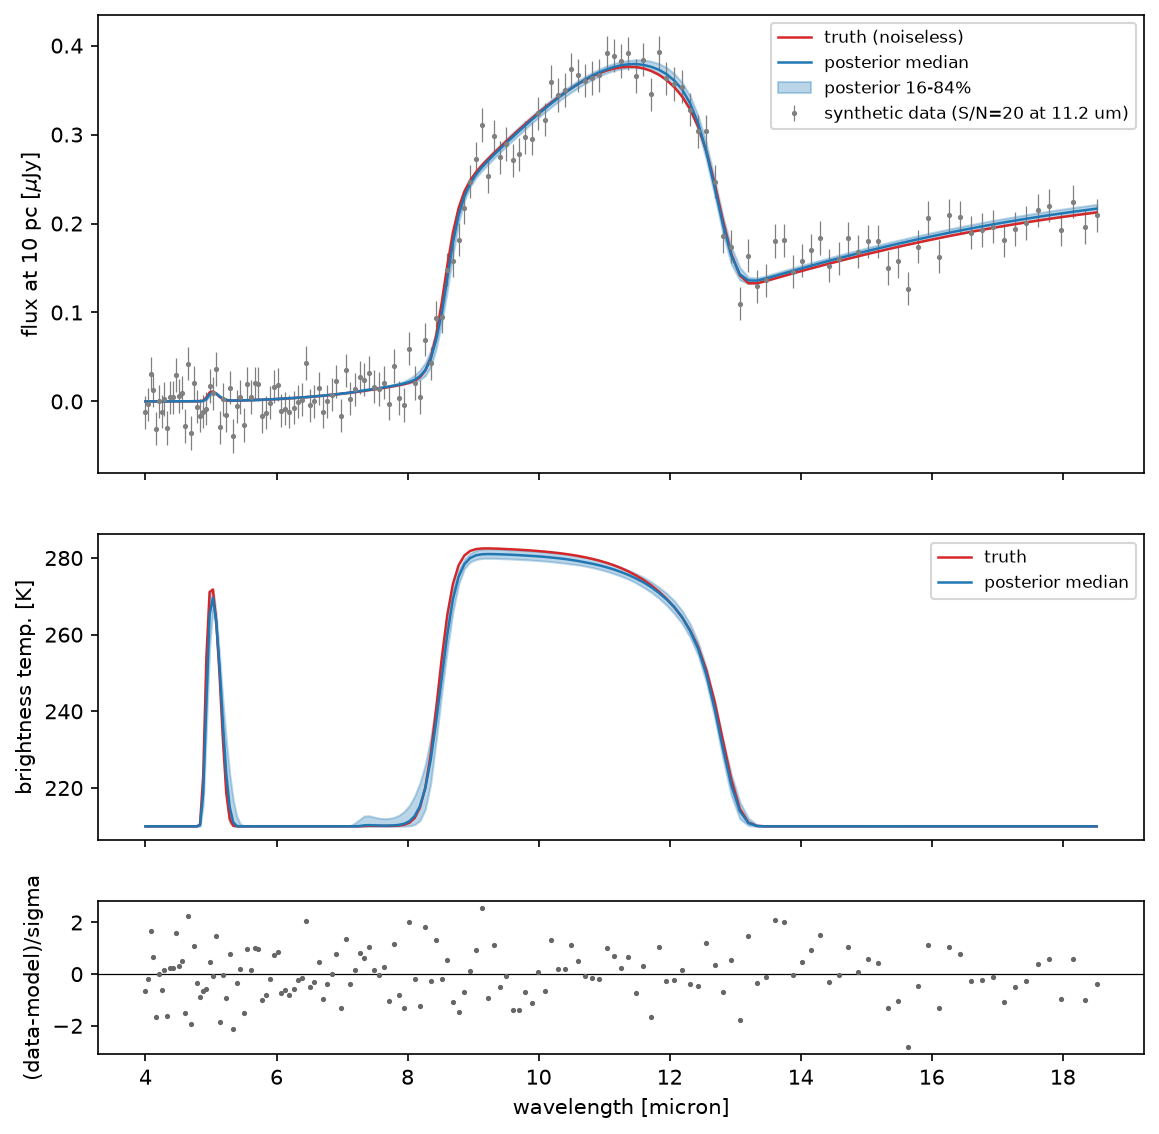 0.4
0.3
0.2
0.1
0.0
flux at 10 pc [μJy]
truth (noiseless)
posterior median
posterior 16-84%
synthetic data (S/N=20 at 11.2 um)
280
260
240
220
brightness temp. [K]
truth
posterior median
2
0
−2
(data-model)/sigma
4 6 8 10 12 14 16 18
wavelength [micron]